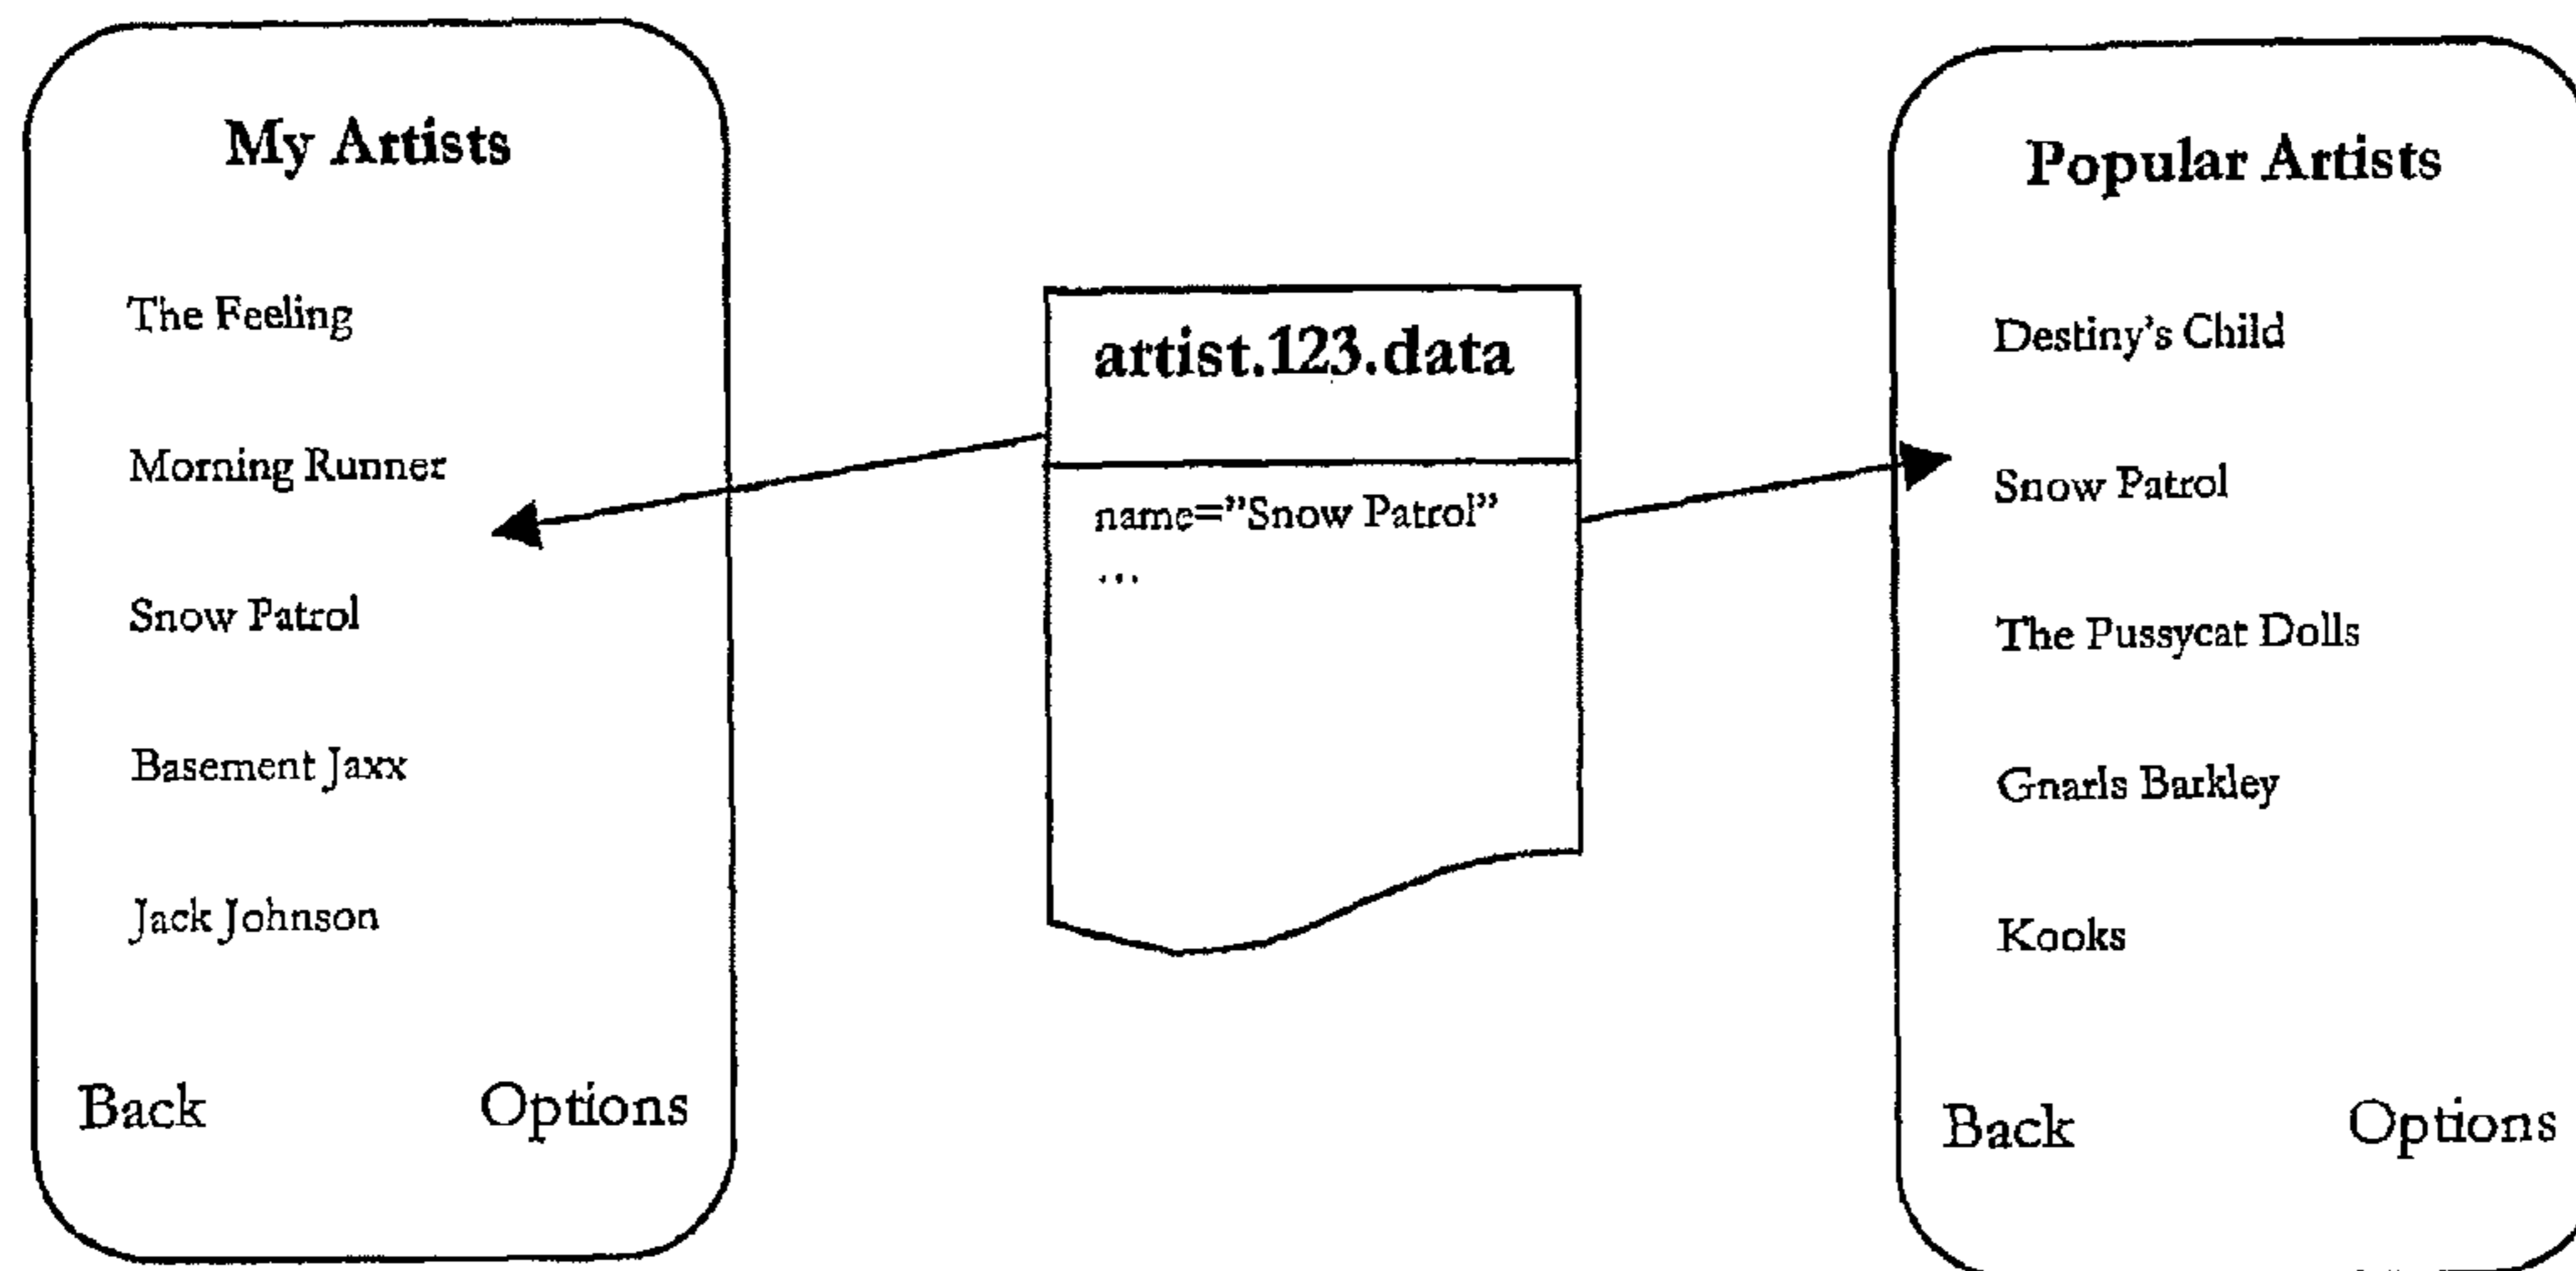 My Artists
The Feeling
Morning Runner
Snow Patrol
Basement Jaxx
Jack Johnson
Back Options
artist.123.data
name=”Snow Patrol”
...
Popular Artists
Destiny's Child
Snow Patrol
The Pussycat Dolls
Gnarls Barkley
Kooks
Back Options